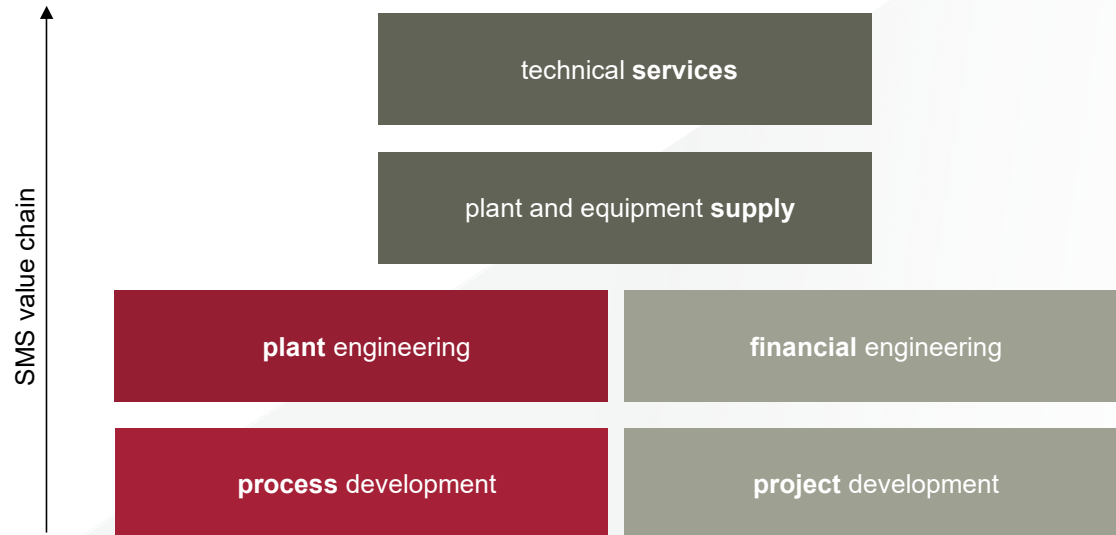 technical services
plant and equipment supply
SMS value chain
plant engineering
financial engineering
process development
project development